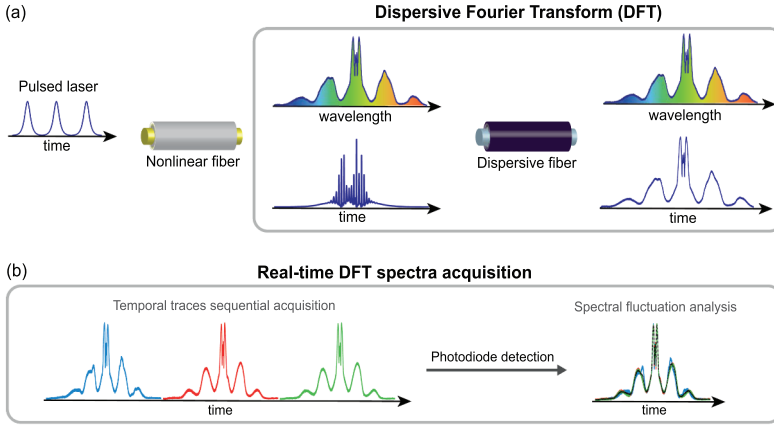 (a)
Dispersive Fourier Transform (DFT)
Pulsed laser
time
Nonlinear fiber
wavelength
time
Dispersive fiber
wavelength
time
(b)
Real-time DFT spectra acquisition
Temporal traces sequential acquisition
time
Photodiode detection
Spectral fluctuation analysis
time